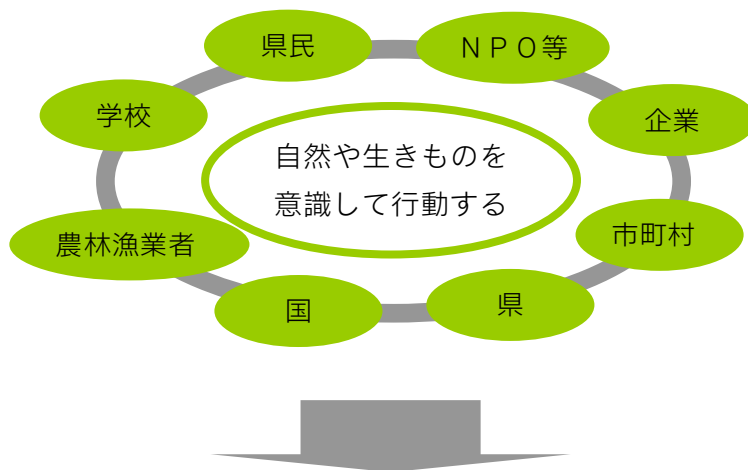 県民
ＮＰＯ等
学校
企業
自然や生きものを
意識して行動する
農林漁業者
市町村
国
県